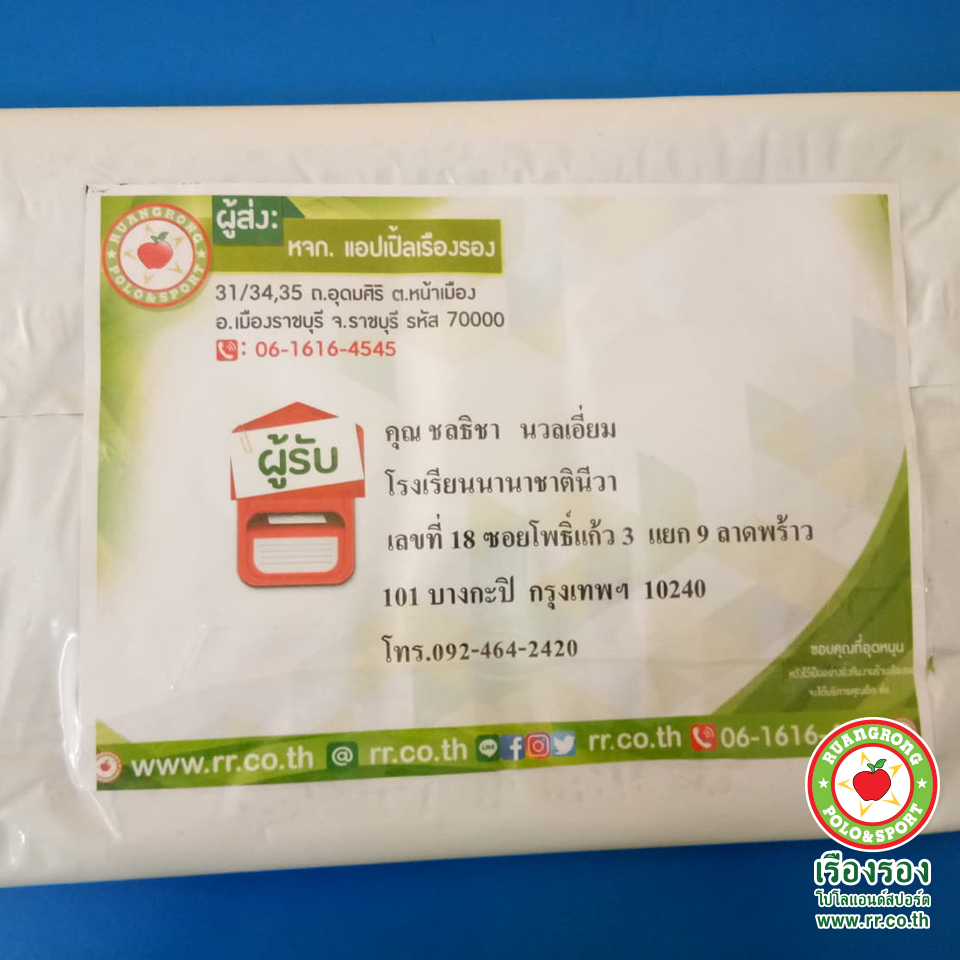 RUANGRONG
POLO & SPORT
ผู้ส่ง:
หจก. แอปเปิ้ลเรืองรอง
31/34,35 ถ.อุดมศิริ ต.หน้าเมือง
อ.เมืองราชบุรี จ.ราชบุรี รหัส 70000
: 06-1616-4545
ผู้รับ
คุณ ชลธิชา นวลเอี่ยม
โรงเรียนนานาชาตินีวา
เลขที่ 18 ซอยโพธิ์แก้ว 3 แยก 9 ลาดพร้าว
101 บางกะปิ กรุงเทพฯ 10240
โทร.092-464-2420
ขอบคุณที่อุดหนุน
www.rr.co.th @ rr.co.th LINE rr.co.th 06-1616-
RUANGRONG
POLO&SPORT
เรืองรอง
โปโลแอนด์สปอร์ต
www.rr.co.th